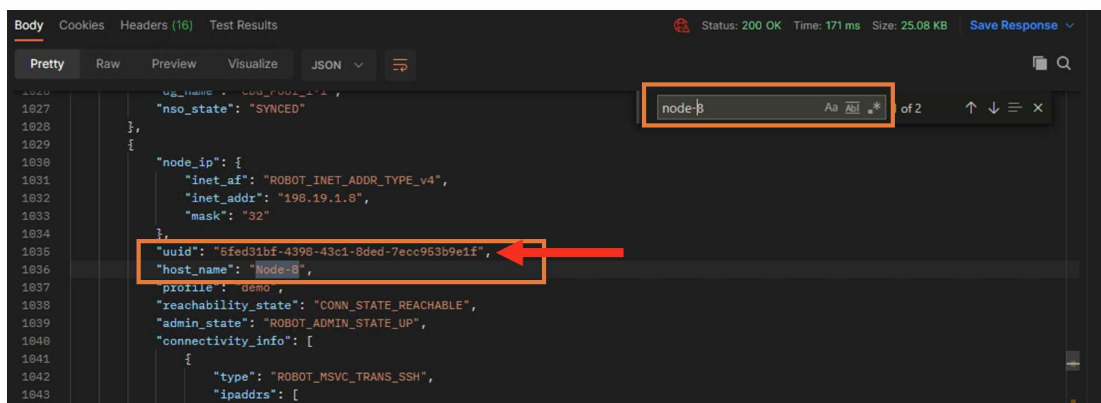 Body Cookies Headers (16) Test Results Status: 200 OK Time: 171 ms Size: 25.08 KB Save Response
Pretty Raw Preview Visualize JSON
1027 "nso_state": "SYNCED"
node-8 Aa Abl .* of 2
1028 },
1029 {
1030 "node_ip": {
1031 "inet_af": "ROBOT_INET_ADDR_TYPE_v4",
1032 "inet_addr": "198.19.1.8",
1033 "mask": "32"
1034 },
1035 "uuid": "5fed31bf-4398-43c1-8ded-7ecc953b9e1f",
1036 "host_name": "Node-8",
1037 "profile": "demo",
1038 "reachability_state": "CONN_STATE_REACHABLE",
1039 "admin_state": "ROBOT_ADMIN_STATE_UP",
1040 "connectivity_info": [
1041 {
1042 "type": "ROBOT_MSVC_TRANS_SSH",
1043 "ipaddrs": [